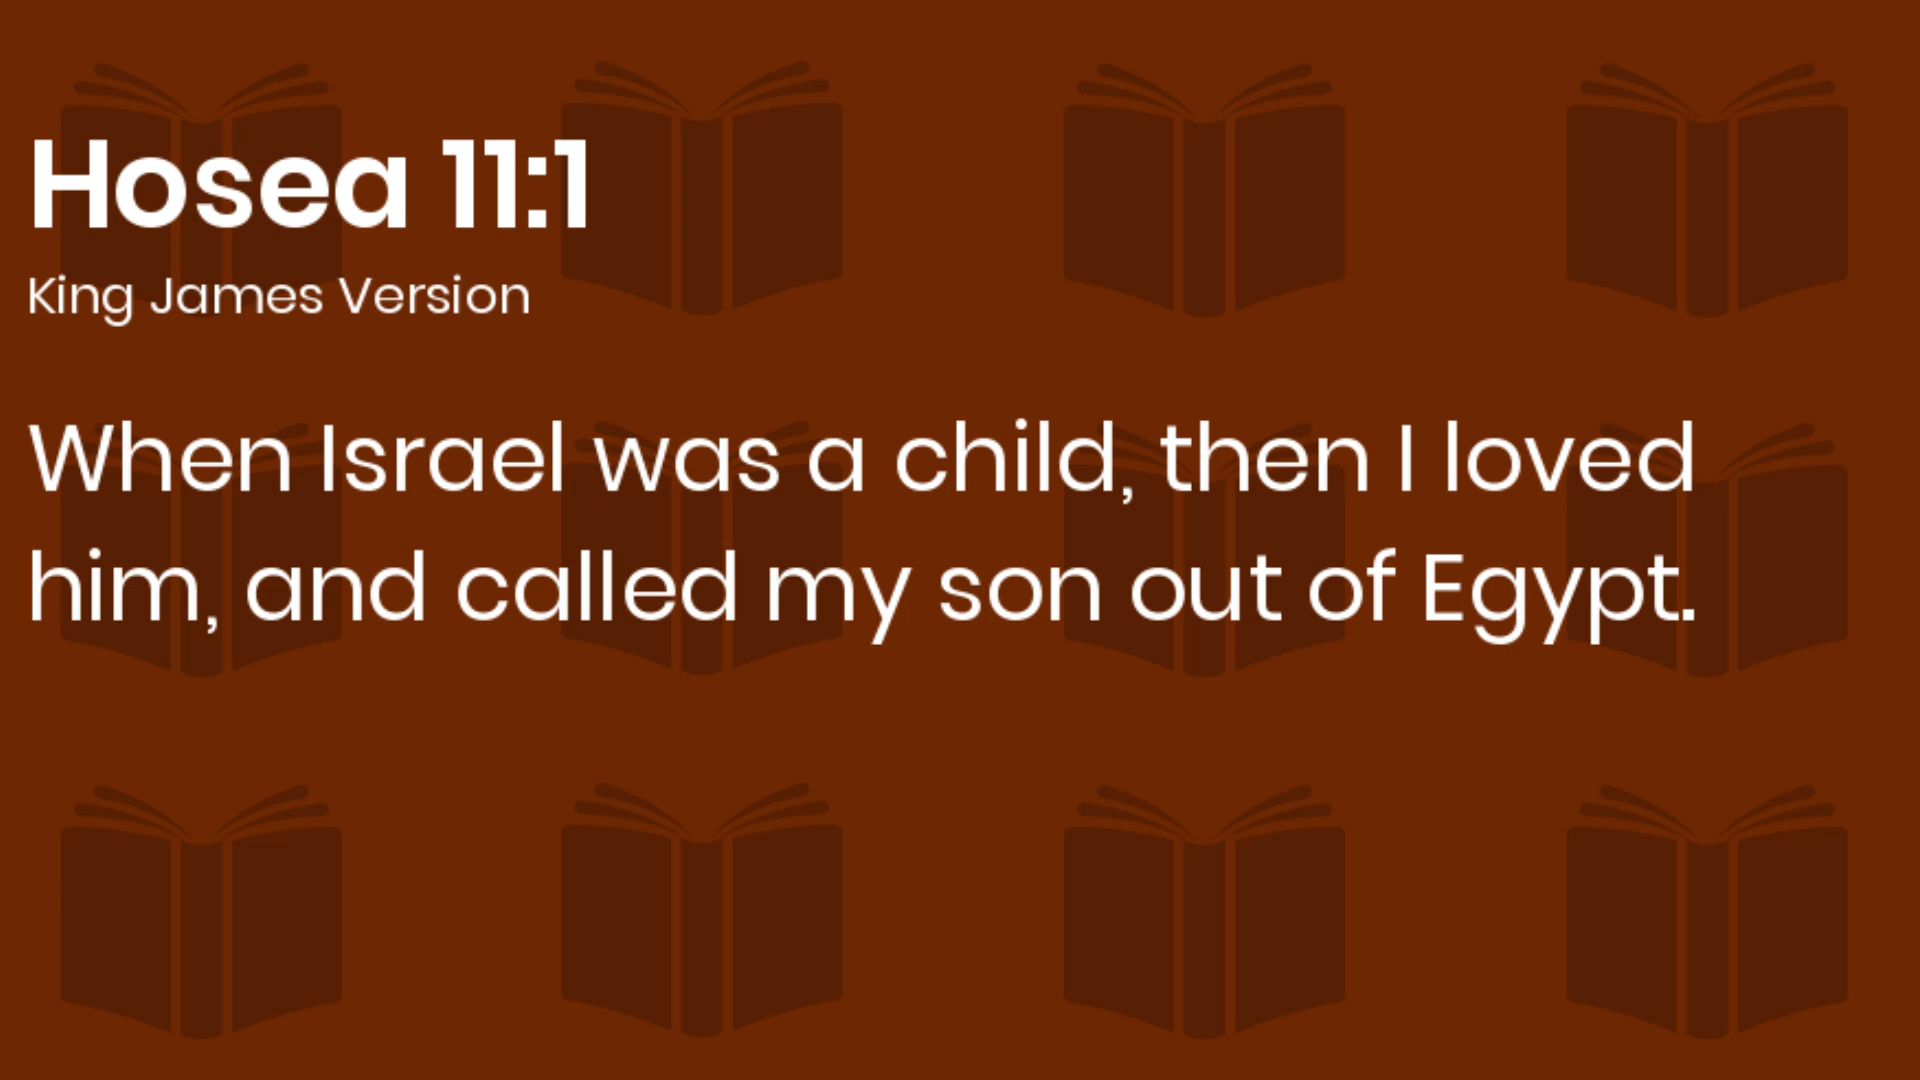 Hosea 11:1
King James Version
When Israel was a child, then I loved
him, and called my son out of Egypt.